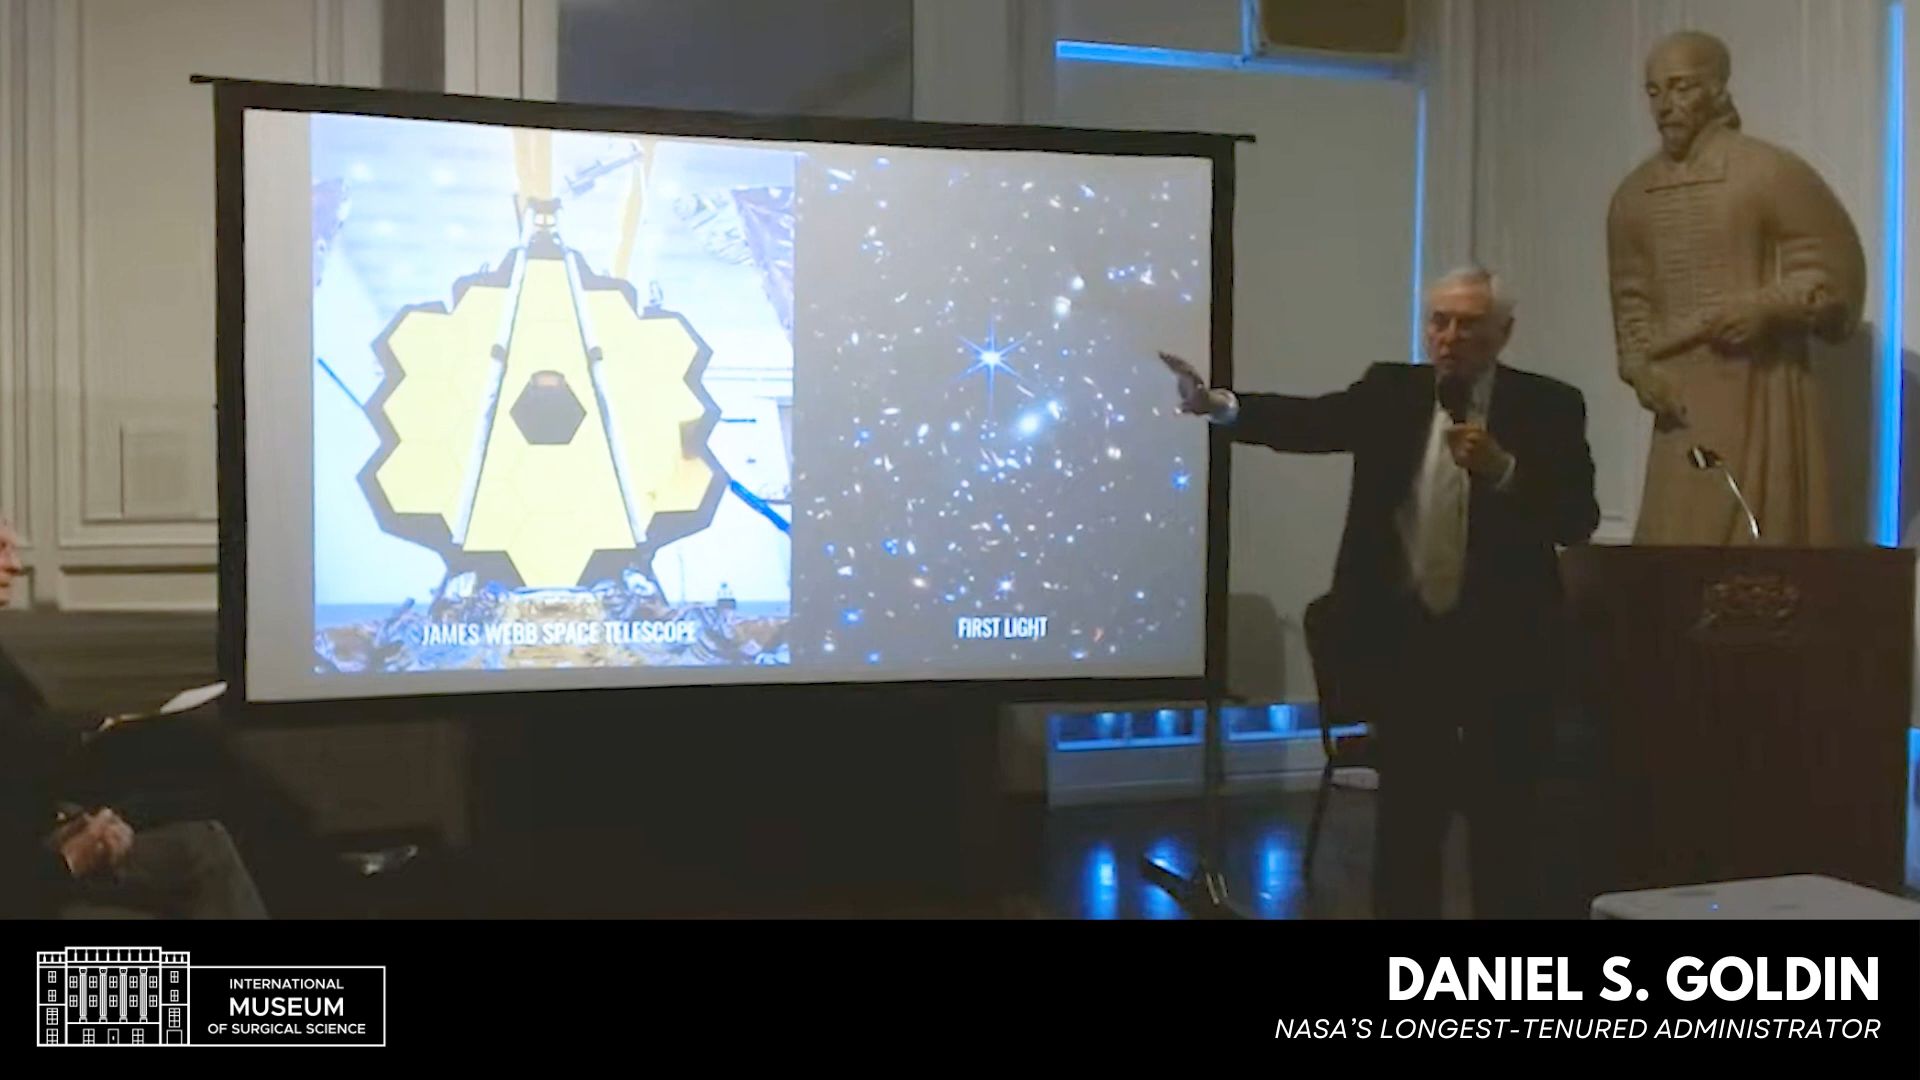 JAMES WEBB SPACE TELESCOPE
FIRST LIGHT
INTERNATIONAL
MUSEUM
OF SURGICAL SCIENCE
DANIEL S. GOLDIN
NASA'S LONGEST-TENURED ADMINISTRATOR